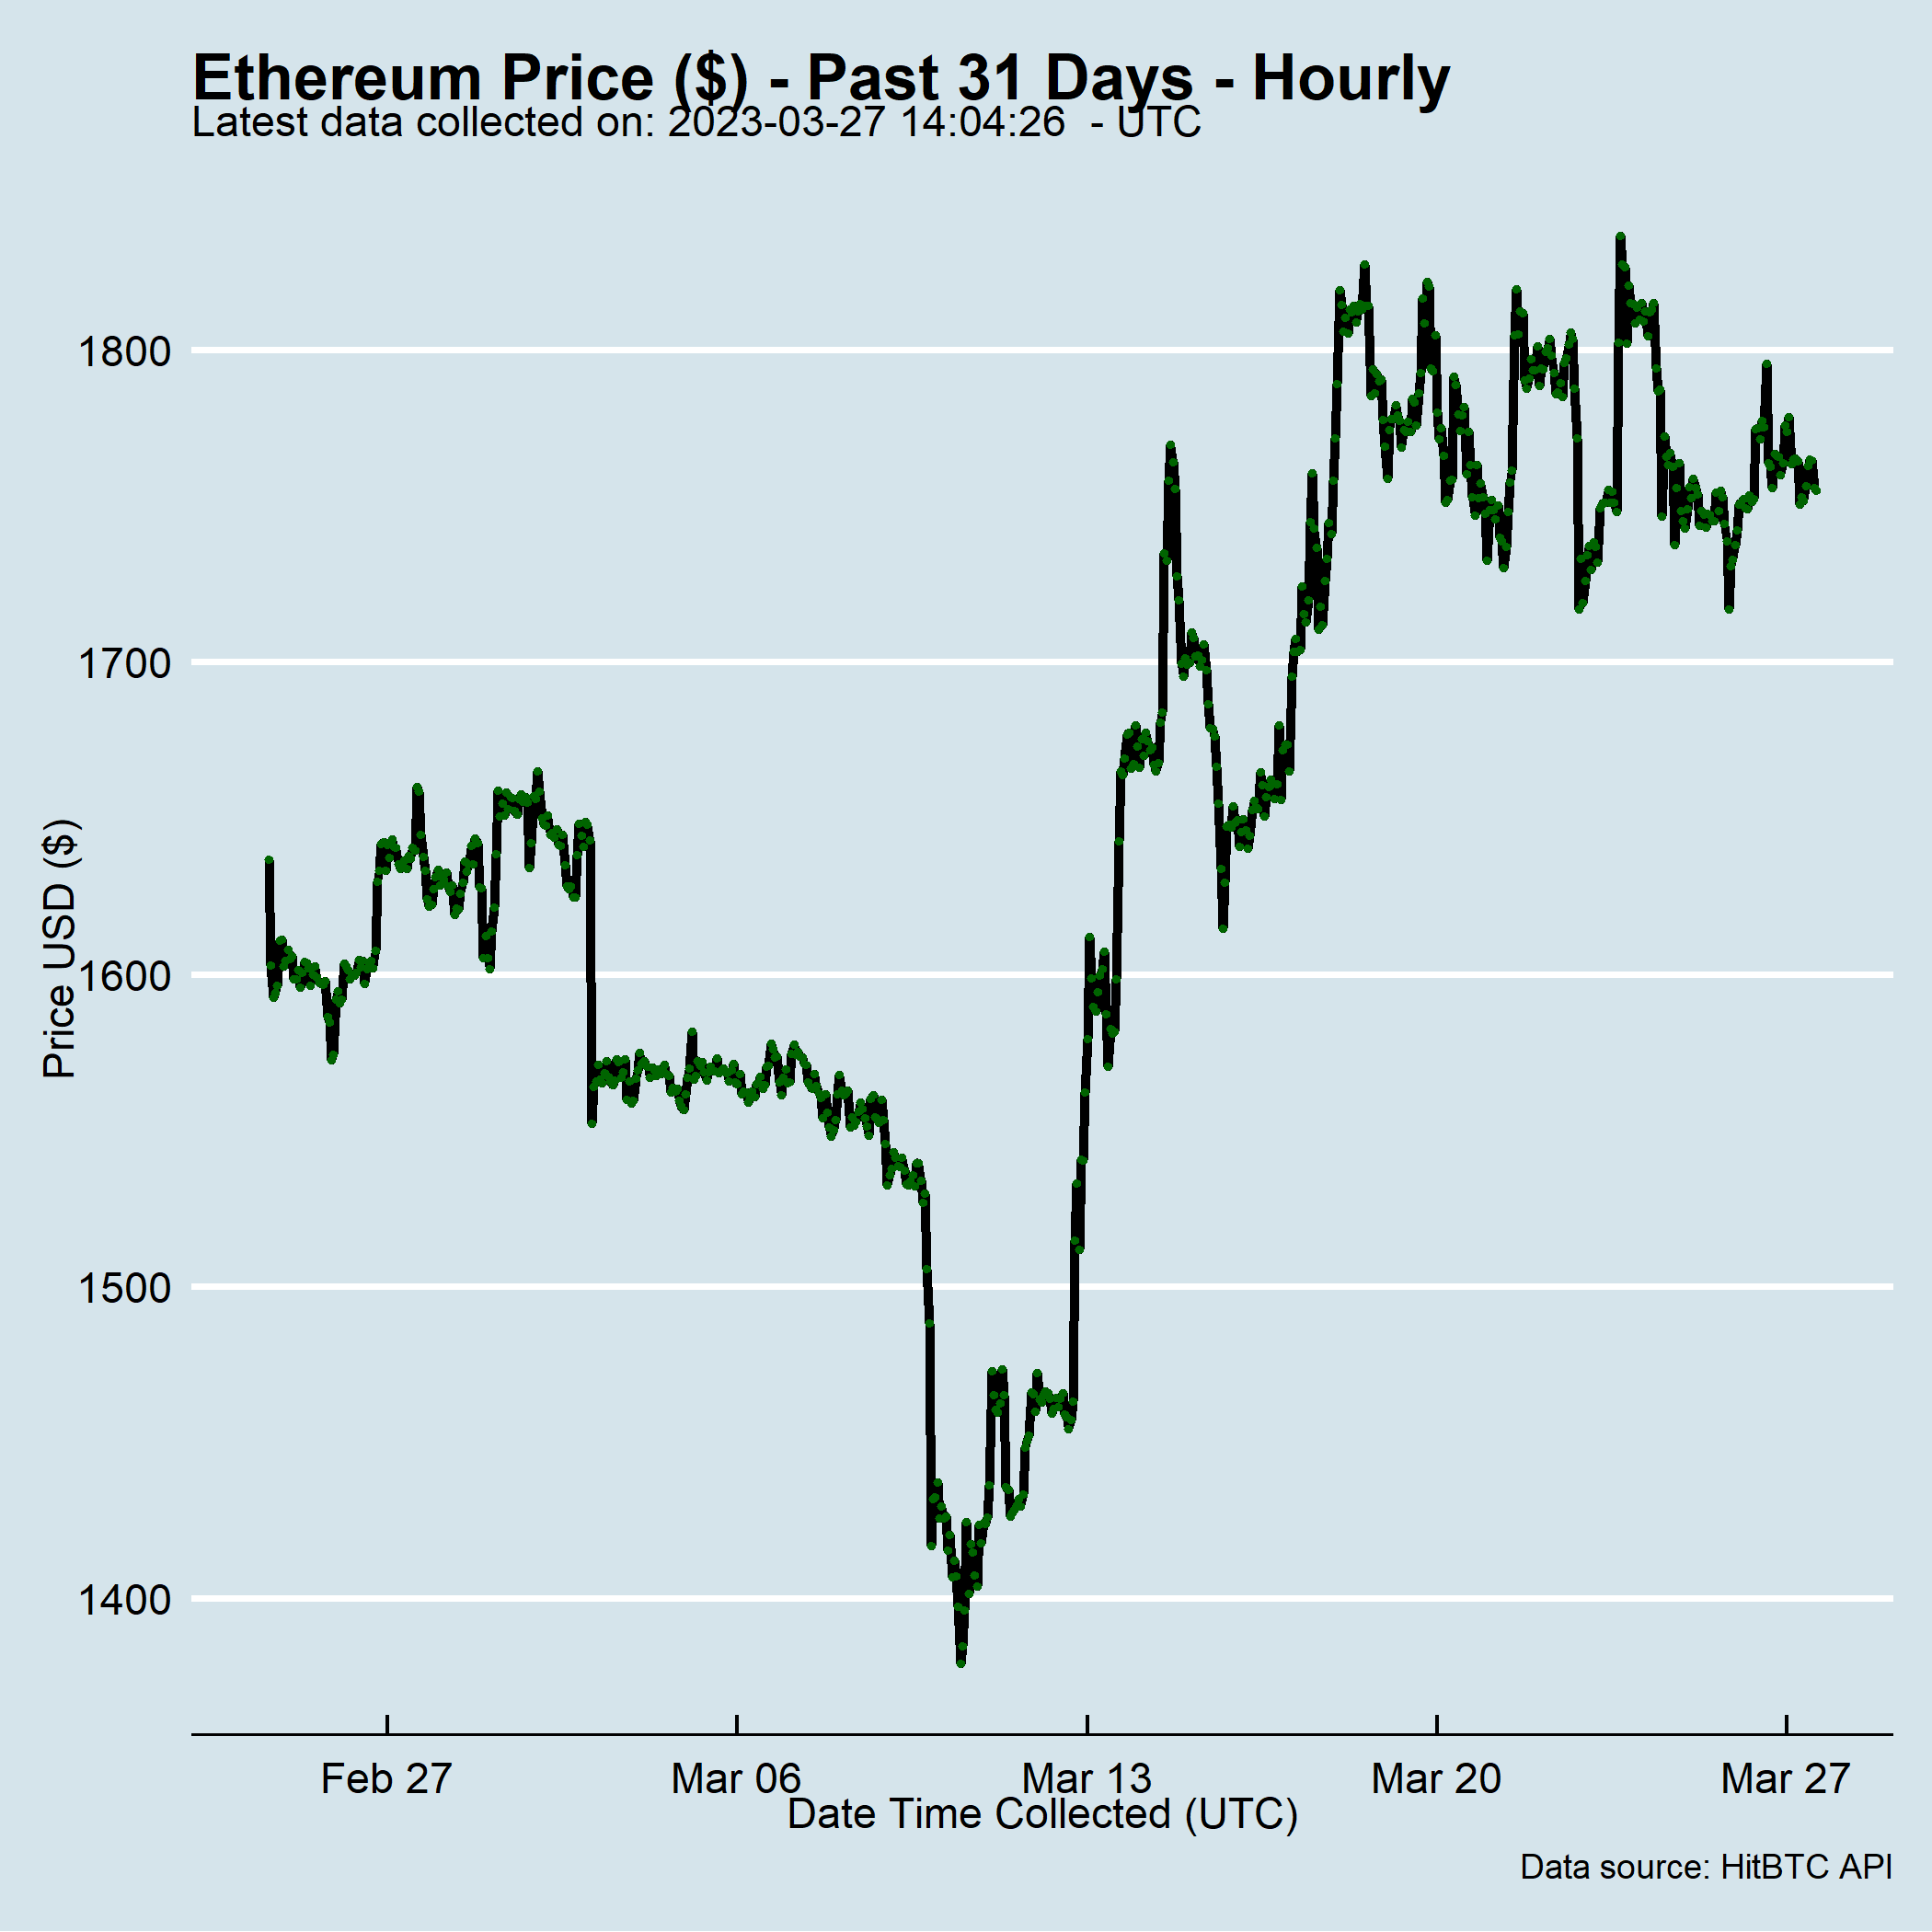 Ethereum Price ($) - Past 31 Days - Hourly
Latest data collected on: 2023-03-27 14:04:26  - UTC
Price USD ($)
1800
1700
1600
1500
1400
Feb 27
Mar 06
Mar 13
Mar 20
Mar 27
Date Time Collected (UTC)
Data source: HitBTC API